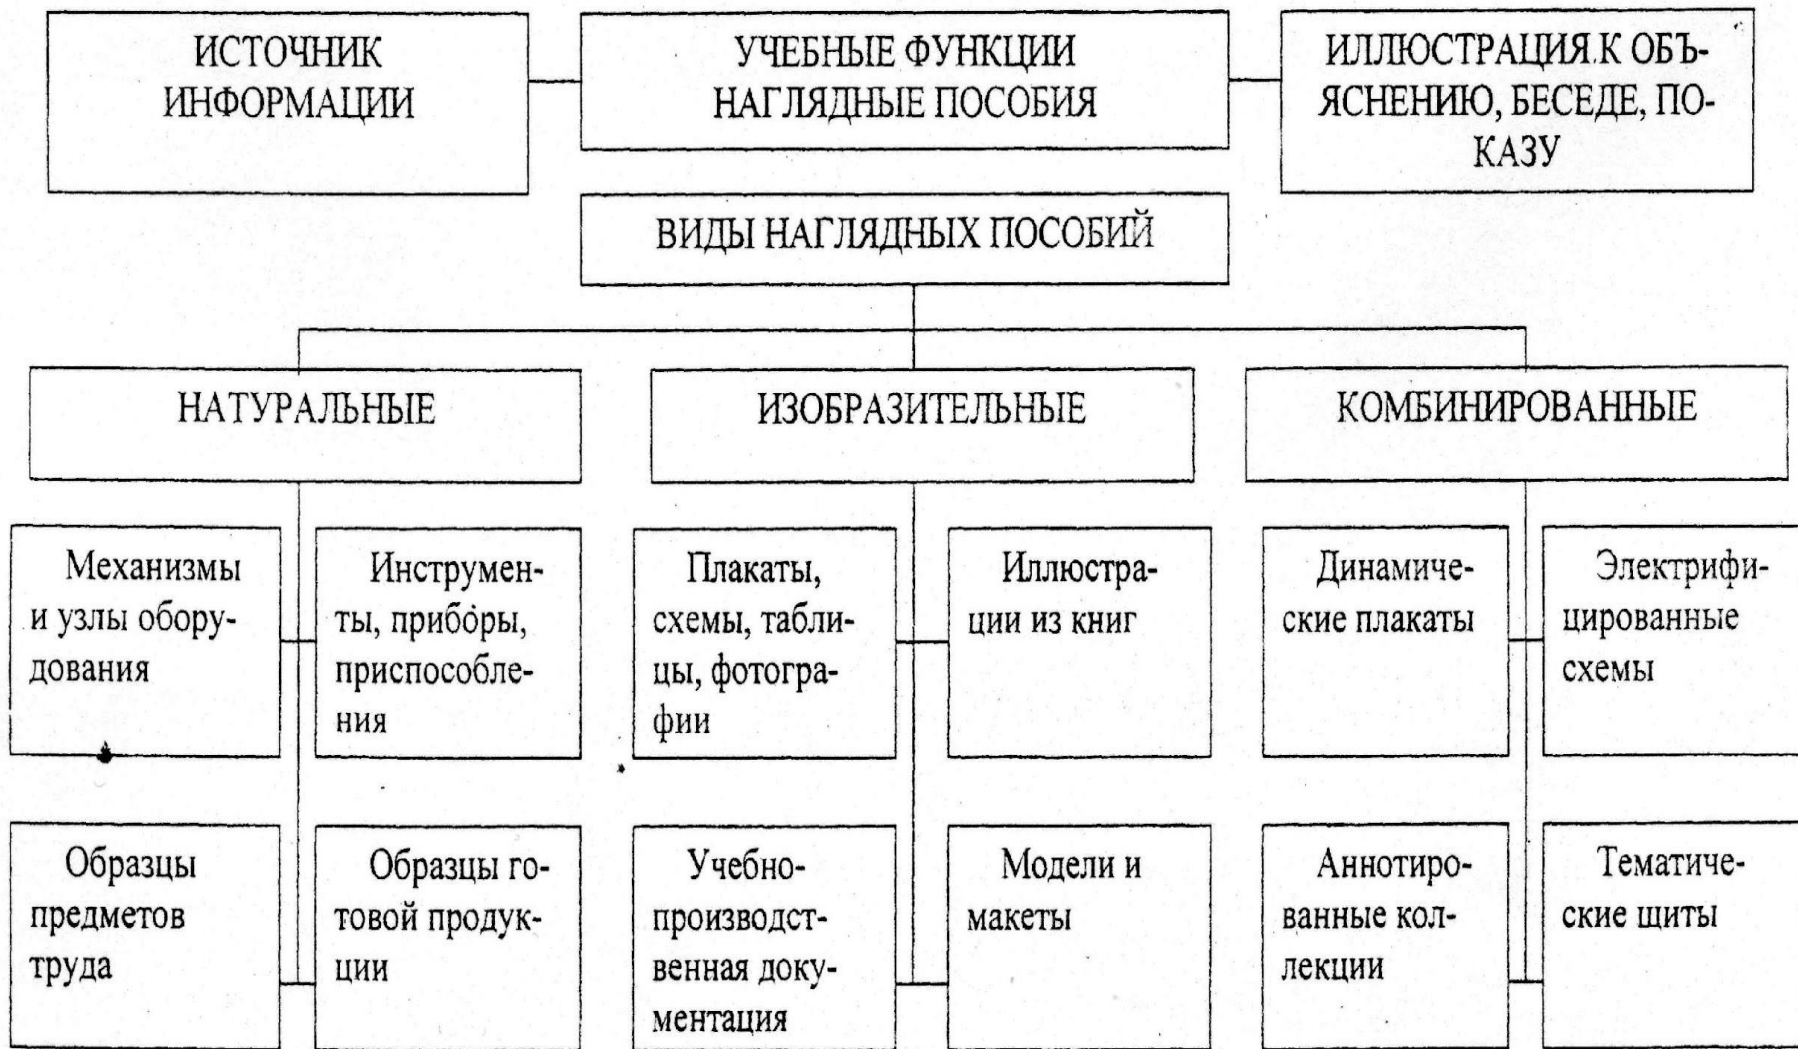 ИСТОЧНИК
ИНФОРМАЦИИ
УЧЕБНЫЕ ФУНКЦИИ
НАГЛЯДНЫЕ ПОСОБИЯ
ИЛЛЮСТРАЦИЯ К ОБЪ-
ЯСНЕНИЮ, БЕСЕДЕ, ПО-
КАЗУ
ВИДЫ НАГЛЯДНЫХ ПОСОБИЙ
НАТУРАЛЬНЫЕ
ИЗОБРАЗИТЕЛЬНЫЕ
КОМБИНИРОВАННЫЕ
Механизмы
и узлы обору-
дования
Инструмен-
ты, приборы,
приспособле-
ния
Плакаты,
схемы, табли-
цы, фотогра-
фии
Иллюстра-
ции из книг
Динамиче-
ские плакаты
Электрифи-
цированные
схемы
Образцы
предметов
труда
Образцы го-
товой продук-
ции
Учебно-
производст-
венная доку-
ментация
Модели и
макеты
Аннотиро-
ванные кол-
лекции
Тематиче-
ские щиты